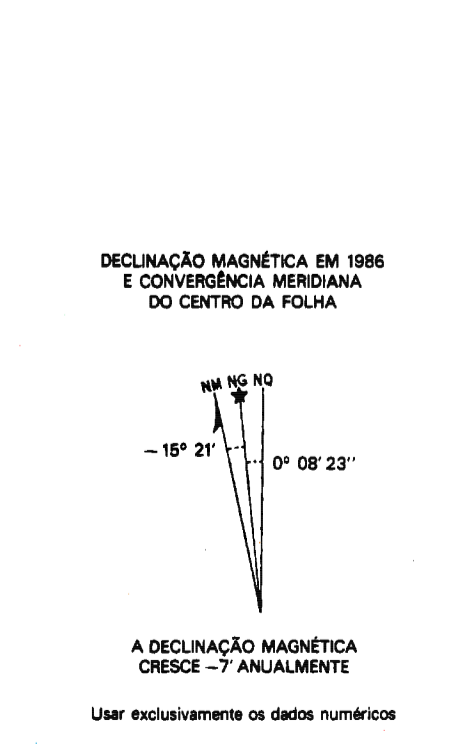 DECLINAÇÃO MAGNÉTICA EM 1986
E CONVERGÊNCIA MERIDIANA
DO CENTRO DA FOLHA
NM NG NQ
– 15° 21'
0° 08' 23''
A DECLINAÇÃO MAGNÉTICA
CRESCE –7' ANUALMENTE
Usar exclusivamente os dados numéricos